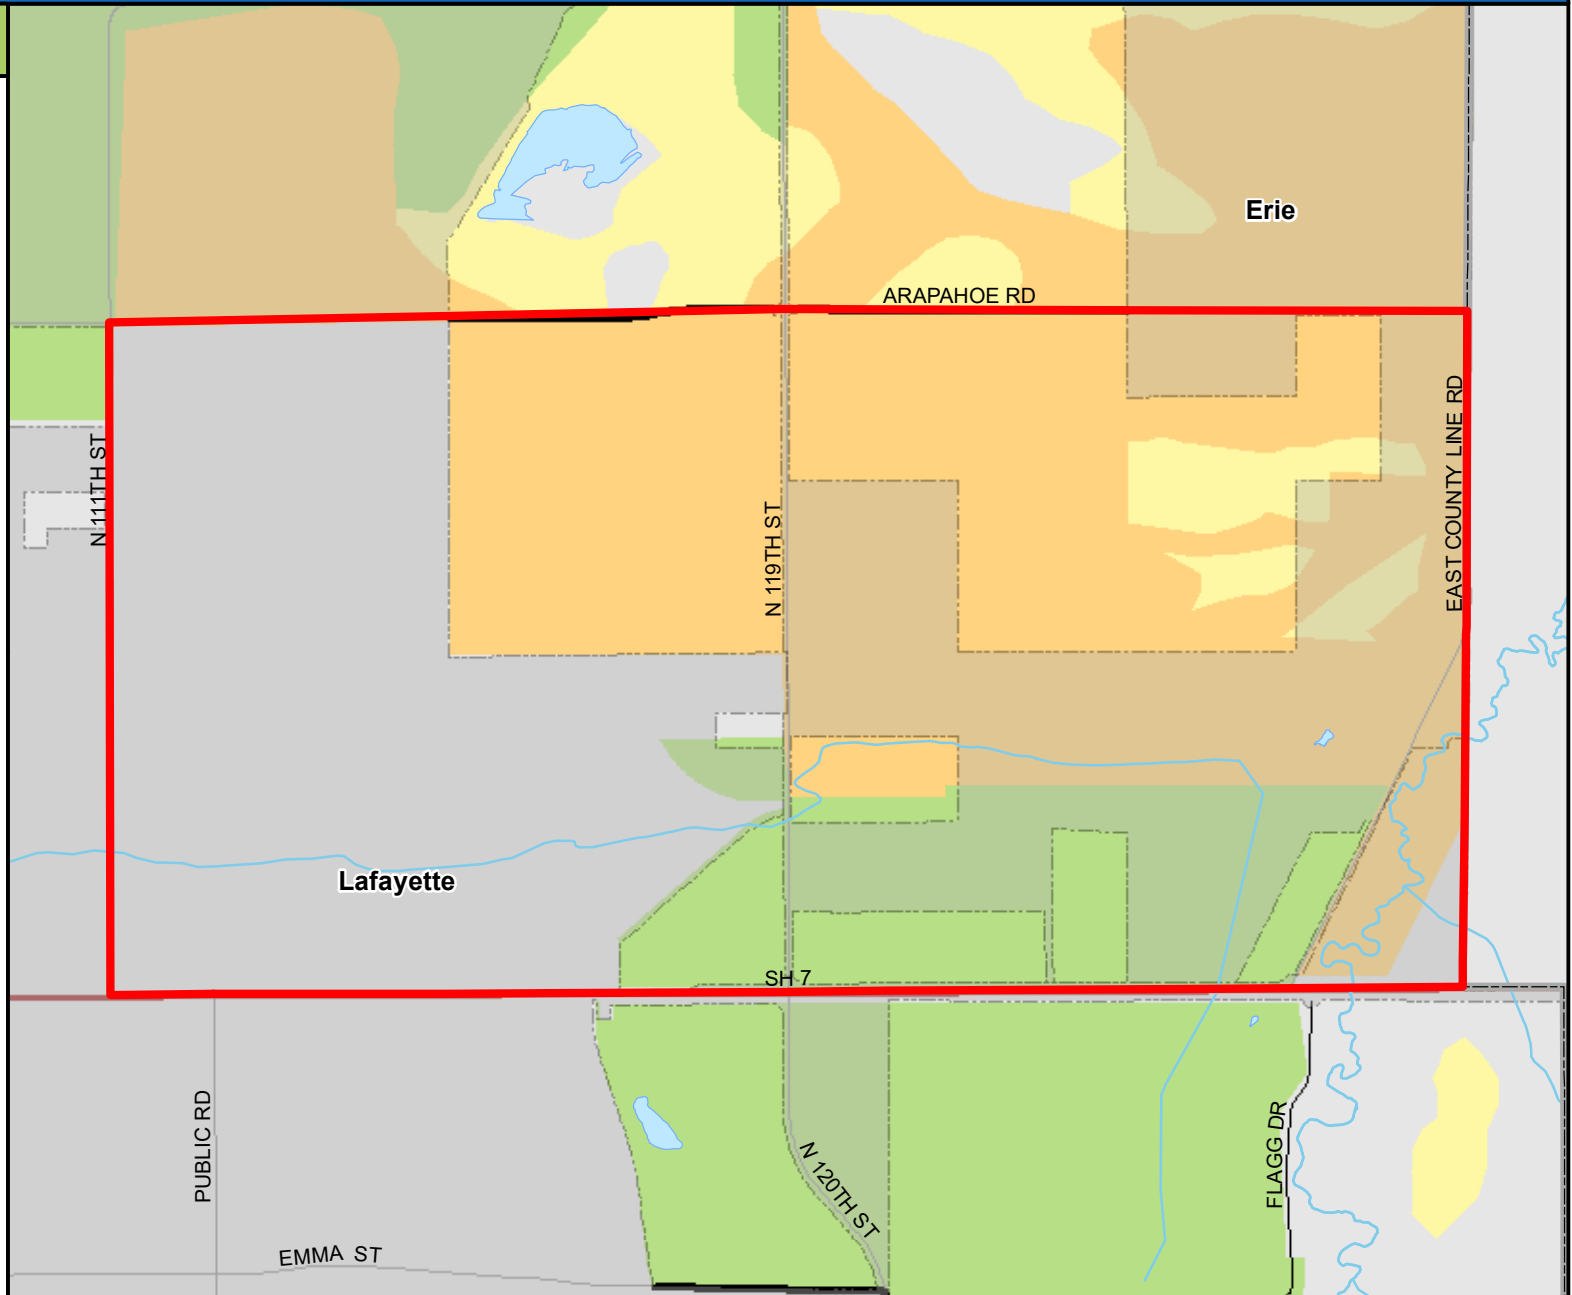 Erie
ARAPAHOE RD
N 111TH ST
N 119TH ST
EAST COUNTY LINE RD
Lafayette
SH 7
PUBLIC RD
N 120TH ST
FLAGG DR
EMMA ST